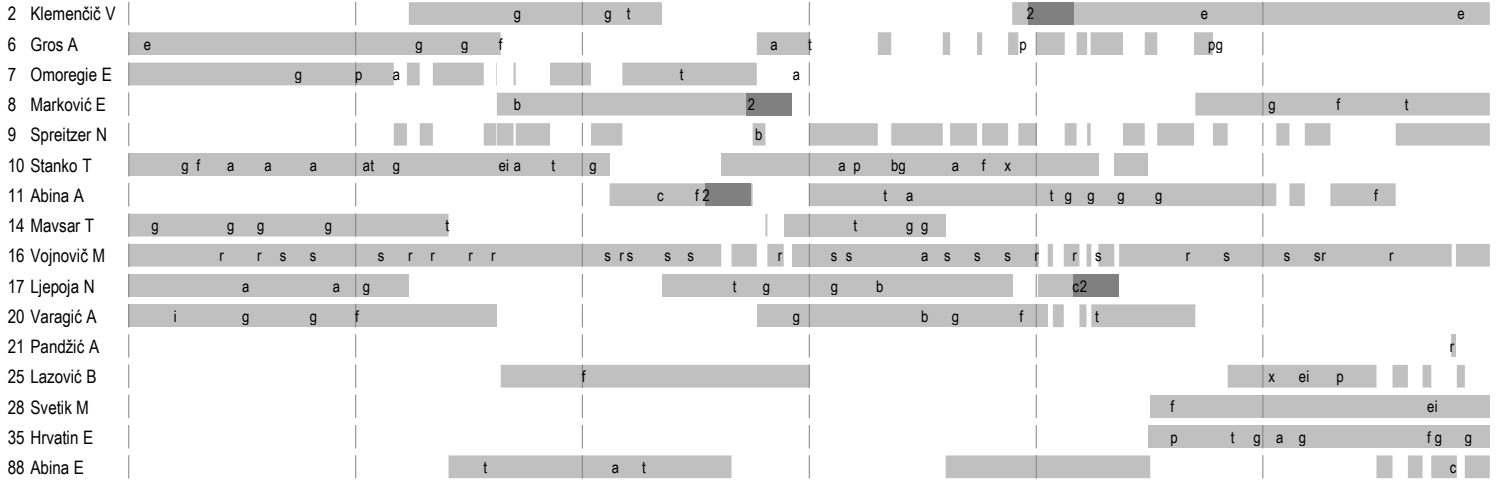 2 Klemenčič V g g t 2 e e
6 Gros A e g g f a t p pg
7 Omoregie E g p a t a
8 Marković E b 2 g f t
9 Spreitzer N b
10 Stanko T g f a a a at g ei a t g a p bg a f x
11 Abina A c f 2 t a t g g g g f
14 Mavsar T g g g g t t g g
16 Vojnovič M r r s s s r r r r s rs s s r s s a s s s r r s r s s sr r
17 Ljepoja N a a g t g g b c2
20 Varagić A i g g f g b g f t
21 Pandžić A r
25 Lazović B f x ei p
28 Svetik M f ei
35 Hrvatin E p t g a g f g g
88 Abina E t a t c